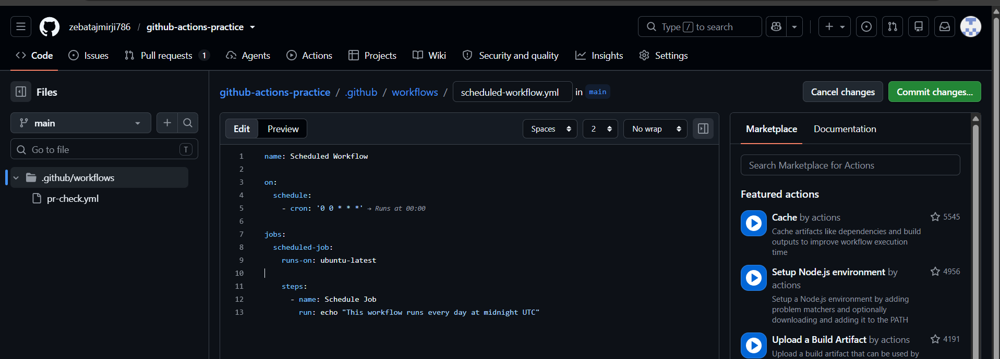 zebatajmirji786 / github-actions-practice
Type / to search
Code
Issues
Pull requests 1
Agents
Actions
Projects
Wiki
Security and quality
Insights
Settings
Files
main
Go to file T
.github/workflows
pr-check.yml
github-actions-practice / .github / workflows / scheduled-workflow.yml in main
Cancel changes
Commit changes...
Edit
Preview
Spaces
2
No wrap
1 name: Scheduled Workflow
2
3 on:
4 schedule:
5 - cron: '0 0 * * *' → Runs at 00:00
6
7 jobs:
8 scheduled-job:
9 runs-on: ubuntu-latest
10
11 steps:
12 - name: Schedule Job
13 run: echo "This workflow runs every day at midnight UTC"
Marketplace
Documentation
Search Marketplace for Actions
Featured actions
Cache by actions 5545
Cache artifacts like dependencies and build
outputs to improve workflow execution
time
Setup Node.js environment by 4956
actions
Setup a Node.js environment by adding
problem matchers and optionally
downloading and adding it to the PATH
Upload a Build Artifact by actions 4191
Upload a build artifact that can be used by